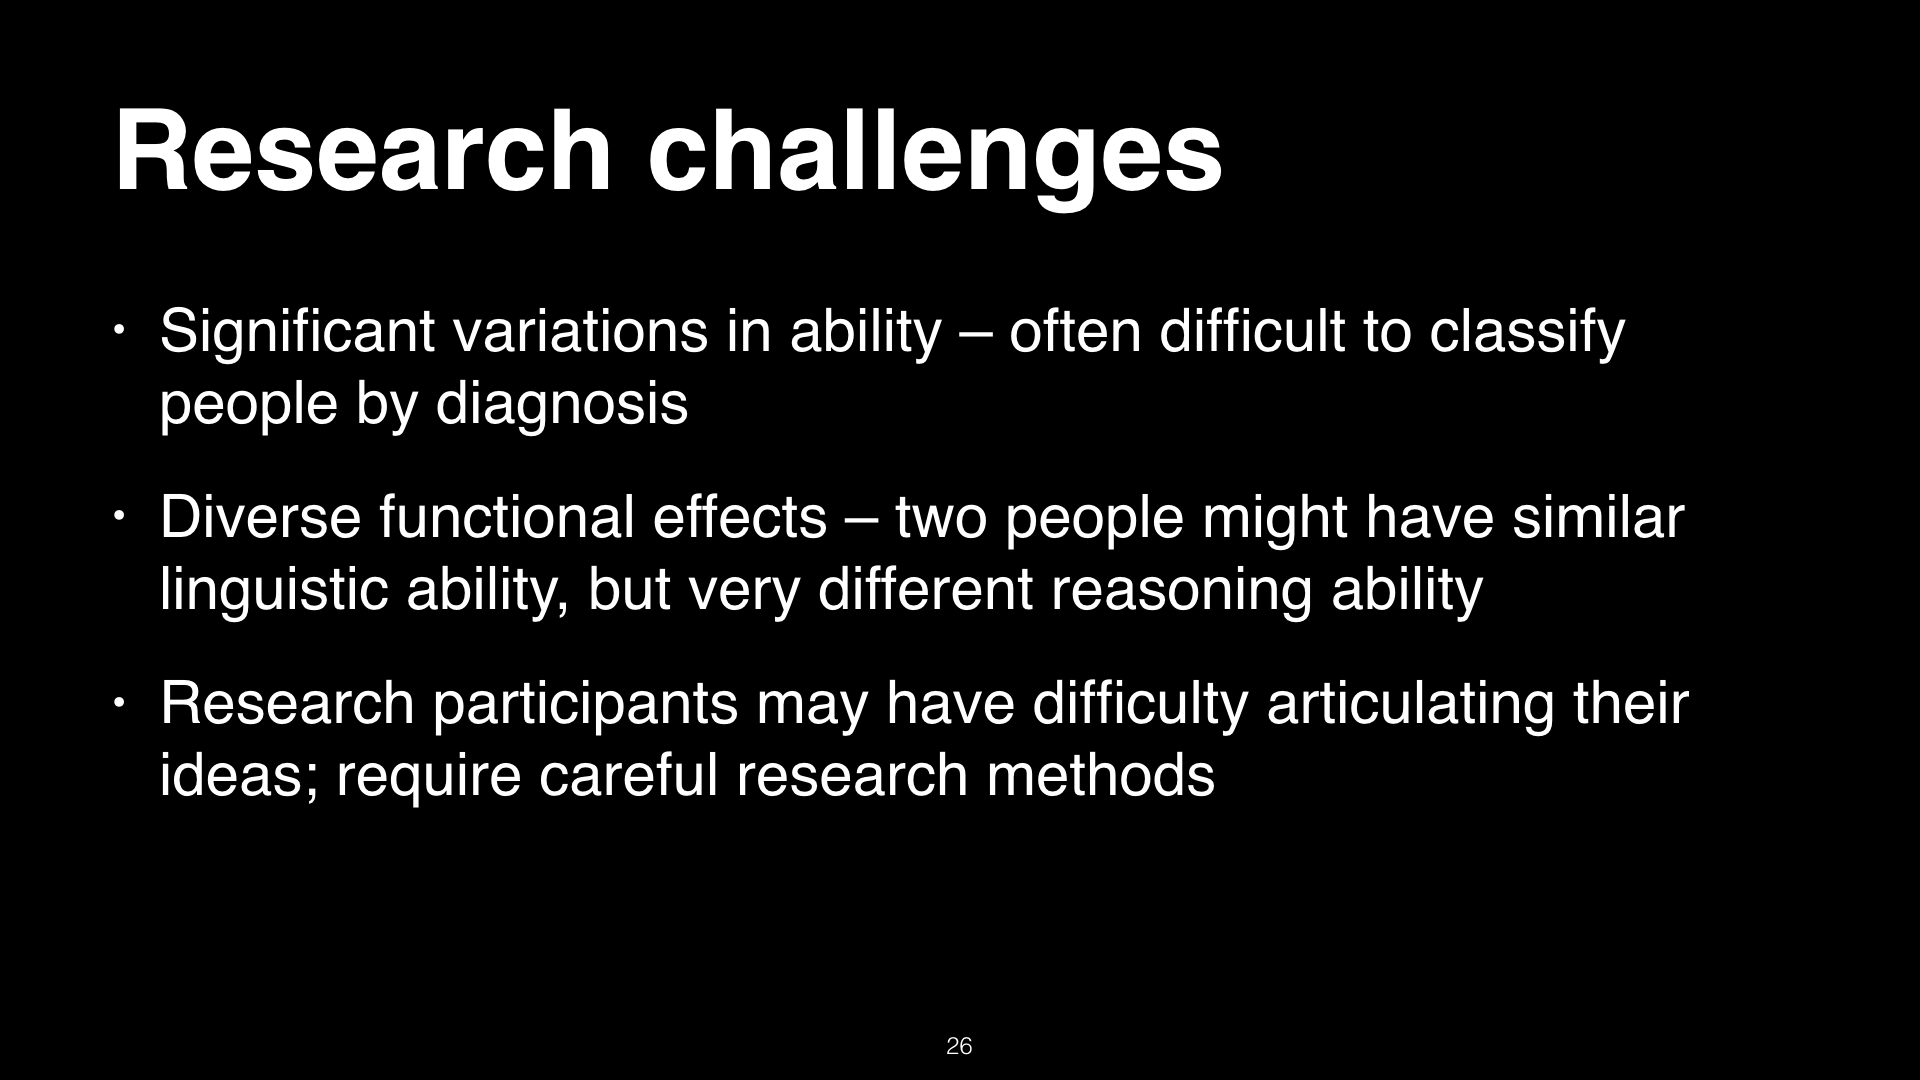 Research challenges
• Significant variations in ability – often difficult to classify
people by diagnosis
• Diverse functional effects – two people might have similar
linguistic ability, but very different reasoning ability
• Research participants may have difficulty articulating their
ideas; require careful research methods
26